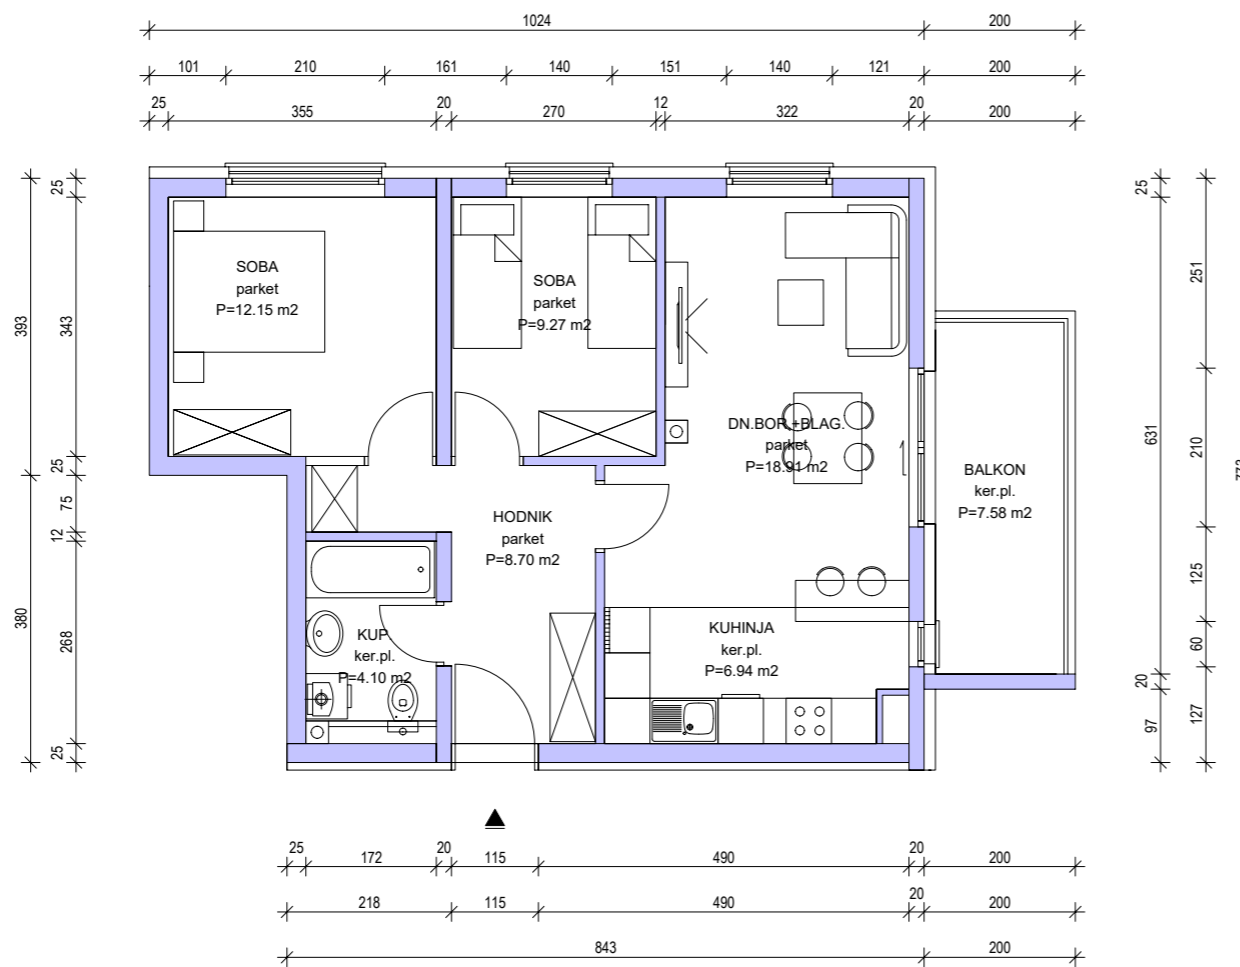 1024 200
101 210 161 140 151 140 121 200
25 355 20 270 12 322 20 200
25
393
343
25
75
12
380
268
25
SOBA
parket
P=12.15 m2
SOBA
parket
P=9.27 m2
DN.BOR.+BLAG.
parket
P=18.91 m2
BALKON
ker.pl.
P=7.58 m2
HODNIK
parket
P=8.70 m2
KUP.
ker.pl.
P=4.10 m2
KUHINJA
ker.pl.
P=6.94 m2
25
251
631
210
773
125
60
20
97
127
25 172 20 115 490 20 200
218 115 490 20 200
843 200